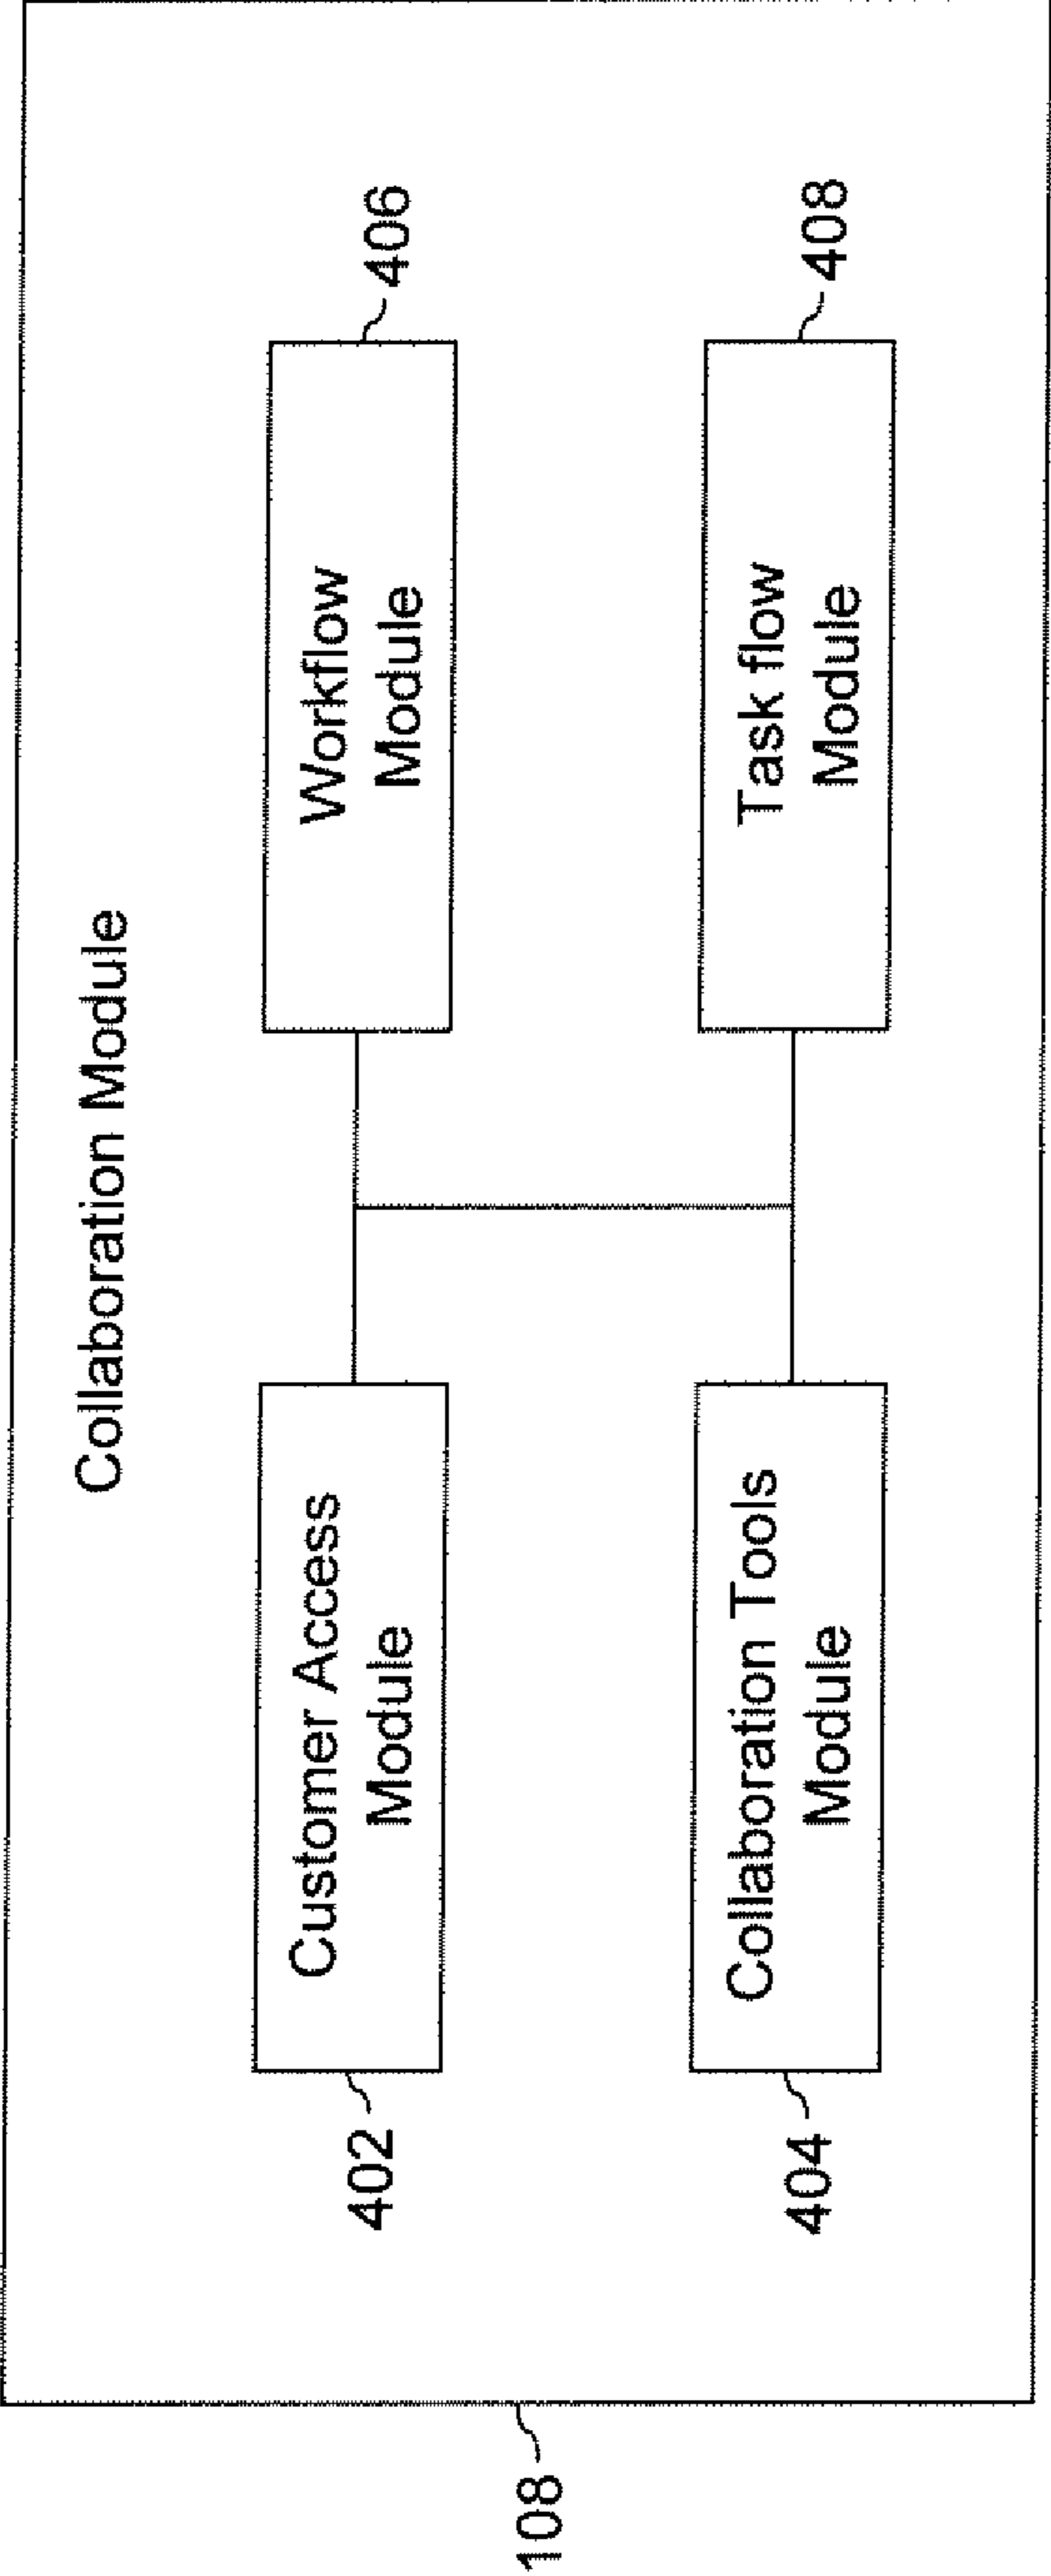 Collaboration Module
Customer Access
Module
402
Workflow
Module
406
Collaboration Tools
Module
404
Task flow
Module
408
108